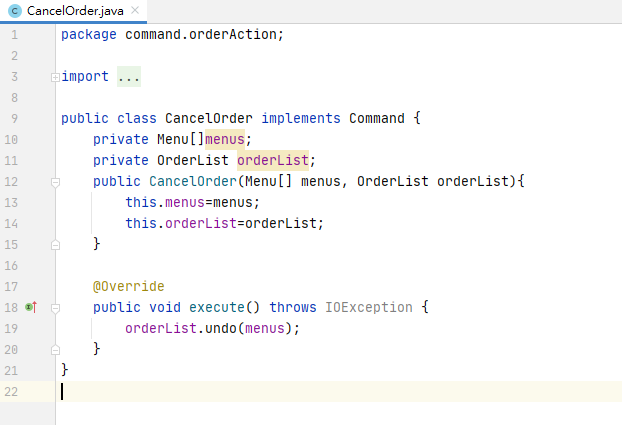 CancelOrder.java
1 package command.orderAction;
2
3 import ...
8
9 public class CancelOrder implements Command {
10 private Menu[]menus;
11 private OrderList orderList;
12 public CancelOrder(Menu[] menus, OrderList orderList){
13 this.menus=menus;
14 this.orderList=orderList;
15 }
16
17 @Override
18 public void execute() throws IOException {
19 orderList.undo(menus);
20 }
21 }
22